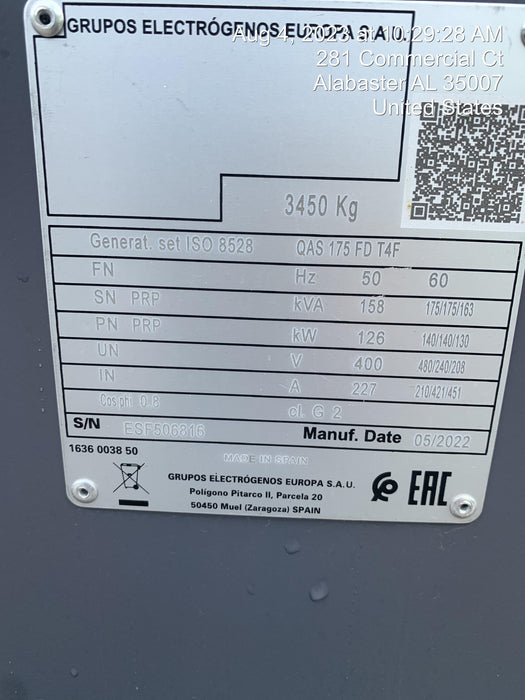 GRUPOS ELECTRÓGENOS EUROPA S.A.U.
Aug 4, 2023 at 10:29:28 AM
281 Commercial Ct
Alabaster AL 35007
United States
3450 Kg
Generat. set ISO 8528 QAS 175 FD T4F
FN Hz 50 60
SN PRP kVA 158 175/175/163
PN PRP kW 126 140/140/130
UN V 400 480/240/208
IN A 227 210/421/451
Cos phi 0.8 cl. G 2
S/N ESF506816 Manuf. Date 05/2022
1636 0038 50
MADE IN SPAIN
GRUPOS ELECTRÓGENOS EUROPA S.A.U.
Polígono Pitarco II, Parcela 20
50450 Muel (Zaragoza) SPAIN
EAC